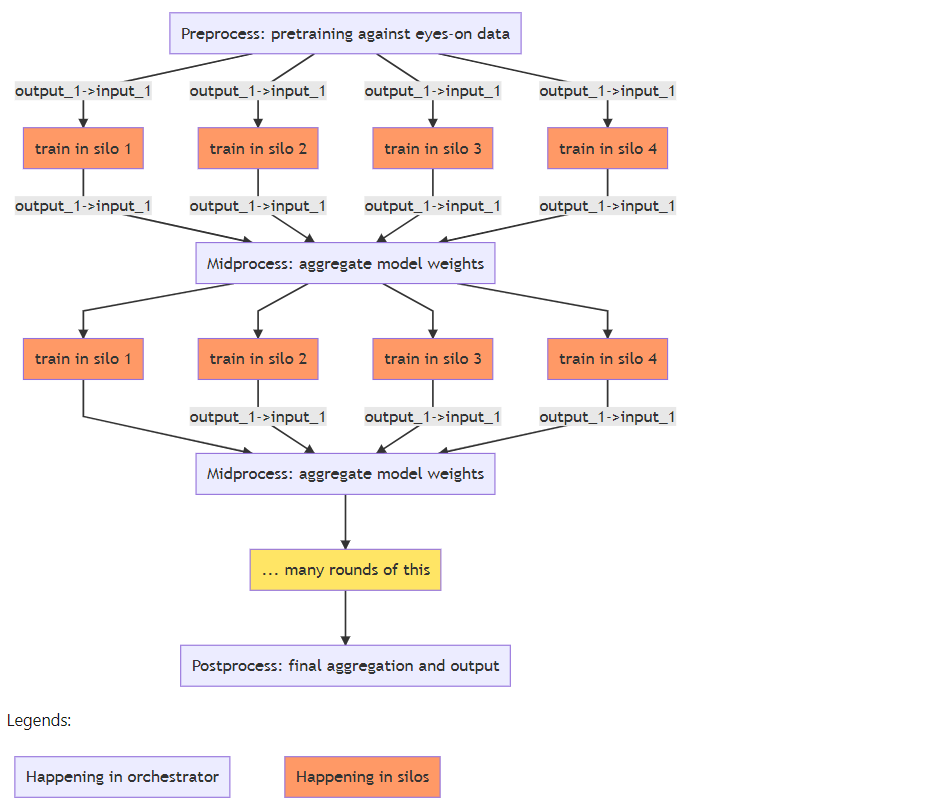 Preprocess: pretraining against eyes-on data
output_1->input_1 output_1->input_1 output_1->input_1 output_1->input_1
train in silo 1 train in silo 2 train in silo 3 train in silo 4
output_1->input_1 output_1->input_1 output_1->input_1 output_1->input_1
Midprocess: aggregate model weights
train in silo 1 train in silo 2 train in silo 3 train in silo 4
output_1->input_1 output_1->input_1 output_1->input_1
Midprocess: aggregate model weights
... many rounds of this
Postprocess: final aggregation and output
Legends:
Happening in orchestrator Happening in silos